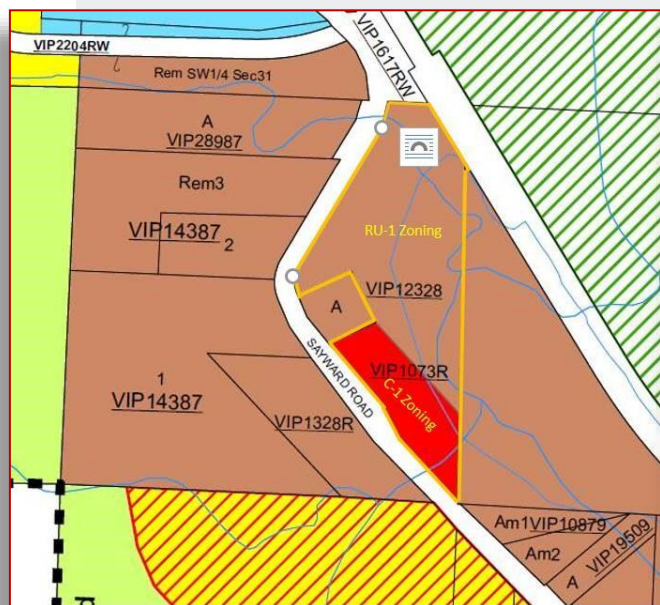 VIP2204RW
VIP1617RW
Rem SW1/4 Sec31
A
VIP28987
Rem3
VIP14387
2
RU-1 Zoning
VIP12328
A
VIP1073R
C-1 Zoning
SAYWARD ROAD
1
VIP14387
VIP1328R
Am1
VIP10879
Am2
A
VIP19509